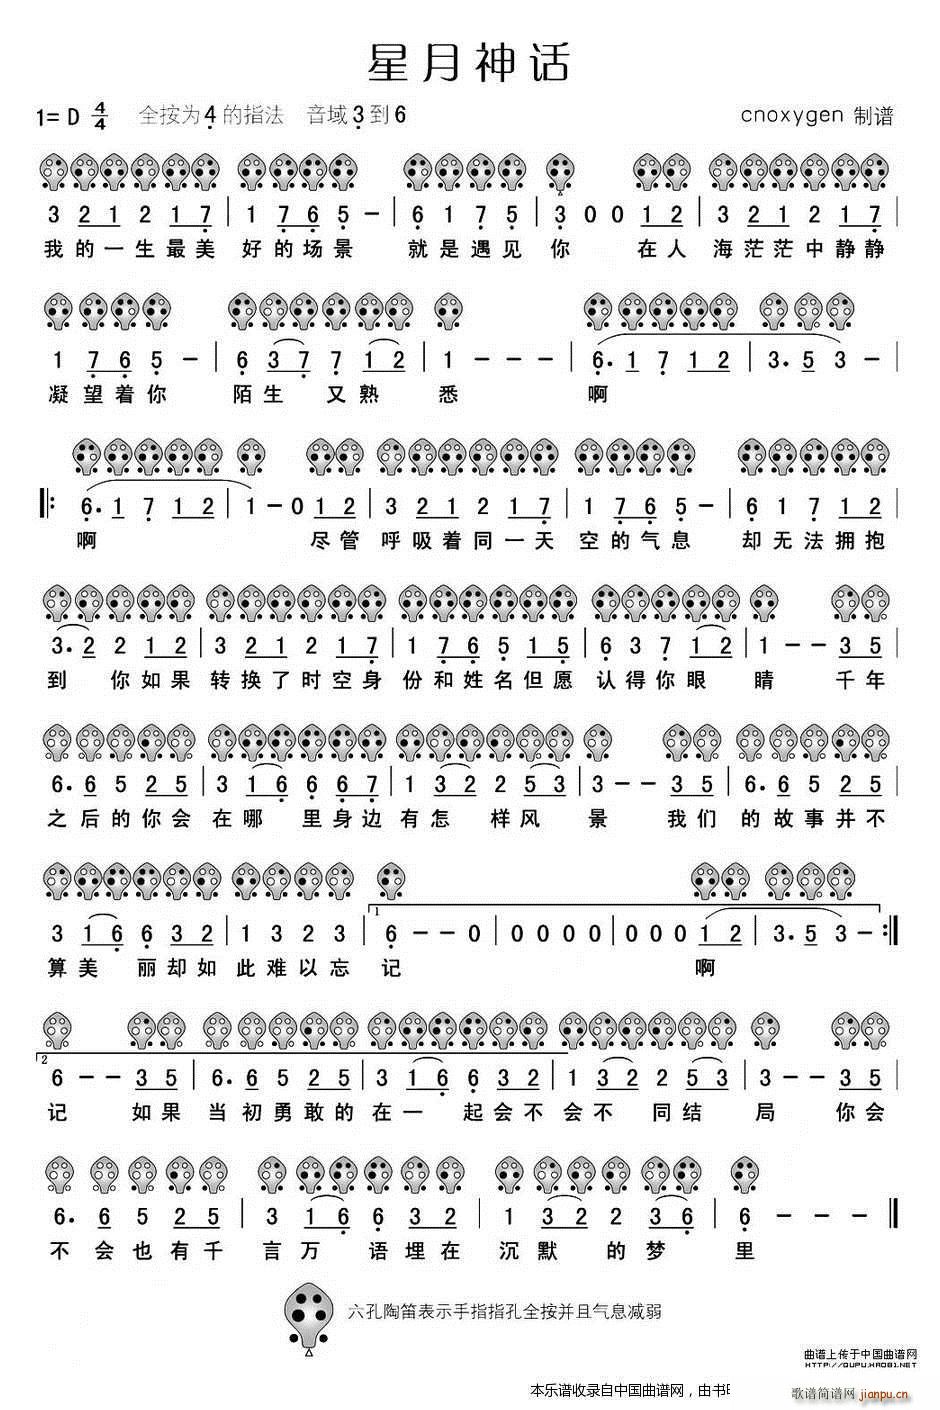 星月神话
1= D 4/4 全按为 4 的指法 音域 3 到 6 cnoxygen 制谱
3 2 1 2 1 7 | 1 7 6 5 - | 6 1 7 5 | 3 0 0 1 2 | 3 2 1 2 1 7 |
我的一生最美 好的场景 就是遇见 你 在人 海茫茫中静静
1 7 6 5 - | 6 3 7 7 1 2 | 1 - - - | 6. 1 7 1 2 | 3. 5 3 - |
凝望着你 陌生 又熟 悉 啊
𝄆 6. 1 7 1 2 | 1 - 0 1 2 | 3 2 1 2 1 7 | 1 7 6 5 - | 6 1 7 1 2 |
啊 尽管 呼吸着同一天 空的气息 却无法拥抱
3. 2 2 1 2 | 3 2 1 2 1 7 | 1 7 6 5 1 5 | 6 3 7 1 2 | 1 - - 3 5 |
到 你如果 转换了时空身 份和姓名但愿 认得你眼 睛 千年
6. 6 5 2 5 | 3 1 6 6 6 7 | 1 3 2 2 5 3 | 3 - - 3 5 | 6. 6 5 2 5 |
之后的你会 在哪 里身边 有怎 样风 景 我们 的故事并不
3 1 6 6 3 2 | 1 3 2 3 | 1 6 - - 0 | 0 0 0 0 | 0 0 0 1 2 | 3. 5 3 - 𝄇
算美 丽却如 此难以忘 记 啊
2 6 - - 3 5 | 6. 6 5 2 5 | 3 1 6 6 3 2 | 1 3 2 2 5 3 | 3 - - 3 5 |
记 如果 当初勇敢的 在一 起会不 会不 同结 局 你会
6. 6 5 2 5 | 3 1 6 6 3 2 | 1 3 2 2 3 6 | 6 - - - ‖
不会也有千 言万 语埋在 沉默 的梦 里
六孔陶笛表示手指指孔全按并且气息减弱
曲谱上传于中国曲谱网
HTTP://QUPU.XAO81.NET
本乐谱收录自中国曲谱网，由书
歌谱简谱网 jianpu.cn